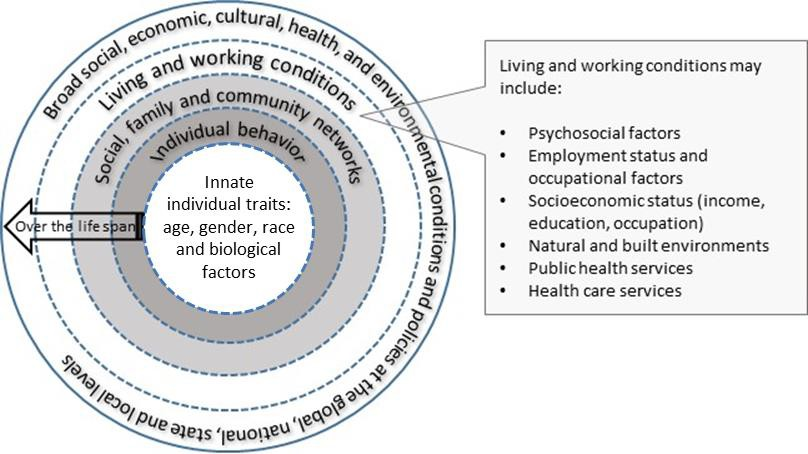 Broad social, economic, cultural, health, and environmental conditions and policies at the global, national, state and local levels
Living and working conditions
Social, family and community networks
Individual behavior
Innate
individual traits:
age, gender, race
and biological
factors
Over the life span
Living and working conditions may
include:
• Psychosocial factors
• Employment status and
occupational factors
• Socioeconomic status (income,
education, occupation)
• Natural and built environments
• Public health services
• Health care services